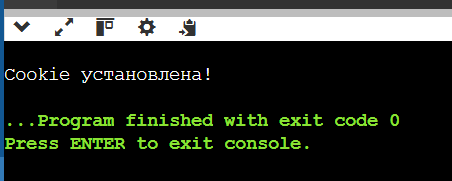 Cookie установлена!
...Program finished with exit code 0
Press ENTER to exit console.